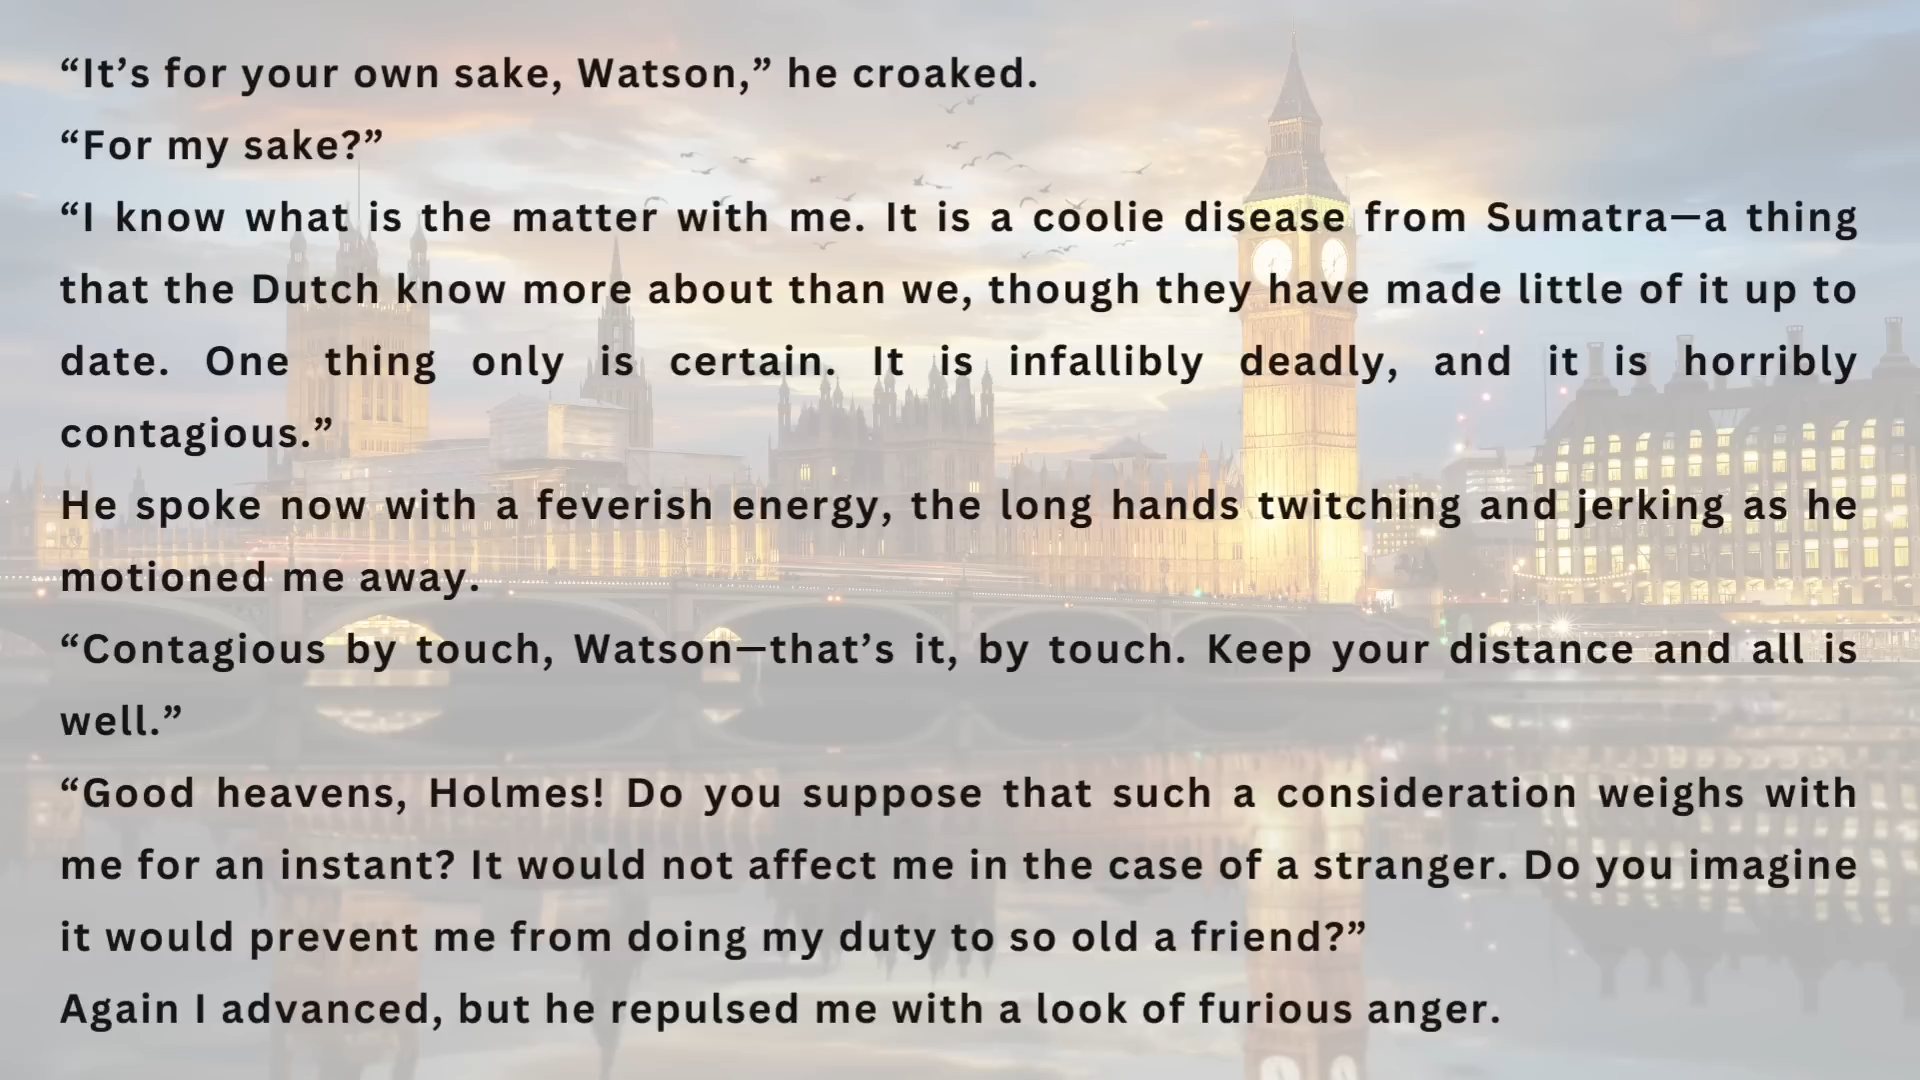 “It’s for your own sake, Watson,” he croaked.
“For my sake?”
“I know what is the matter with me. It is a coolie disease from Sumatra—a thing
that the Dutch know more about than we, though they have made little of it up to
date. One thing only is certain. It is infallibly deadly, and it is horribly
contagious.”
He spoke now with a feverish energy, the long hands twitching and jerking as he
motioned me away.
“Contagious by touch, Watson—that’s it, by touch. Keep your distance and all is
well.”
“Good heavens, Holmes! Do you suppose that such a consideration weighs with
me for an instant? It would not affect me in the case of a stranger. Do you imagine
it would prevent me from doing my duty to so old a friend?”
Again I advanced, but he repulsed me with a look of furious anger.